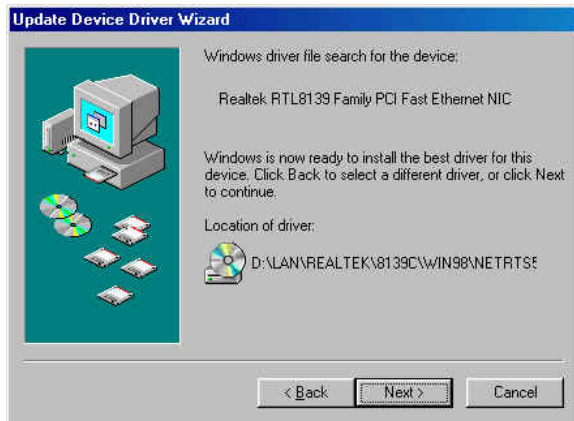 Update Device Driver Wizard
Windows driver file search for the device:
Realtek RTL8139 Family PCI Fast Ethernet NIC
Windows is now ready to install the best driver for this
device. Click Back to select a different driver, or click Next
to continue.
Location of driver:
D:\LAN\REALTEK\8139C\WIN98\NETRTS5
< Back
Next >
Cancel